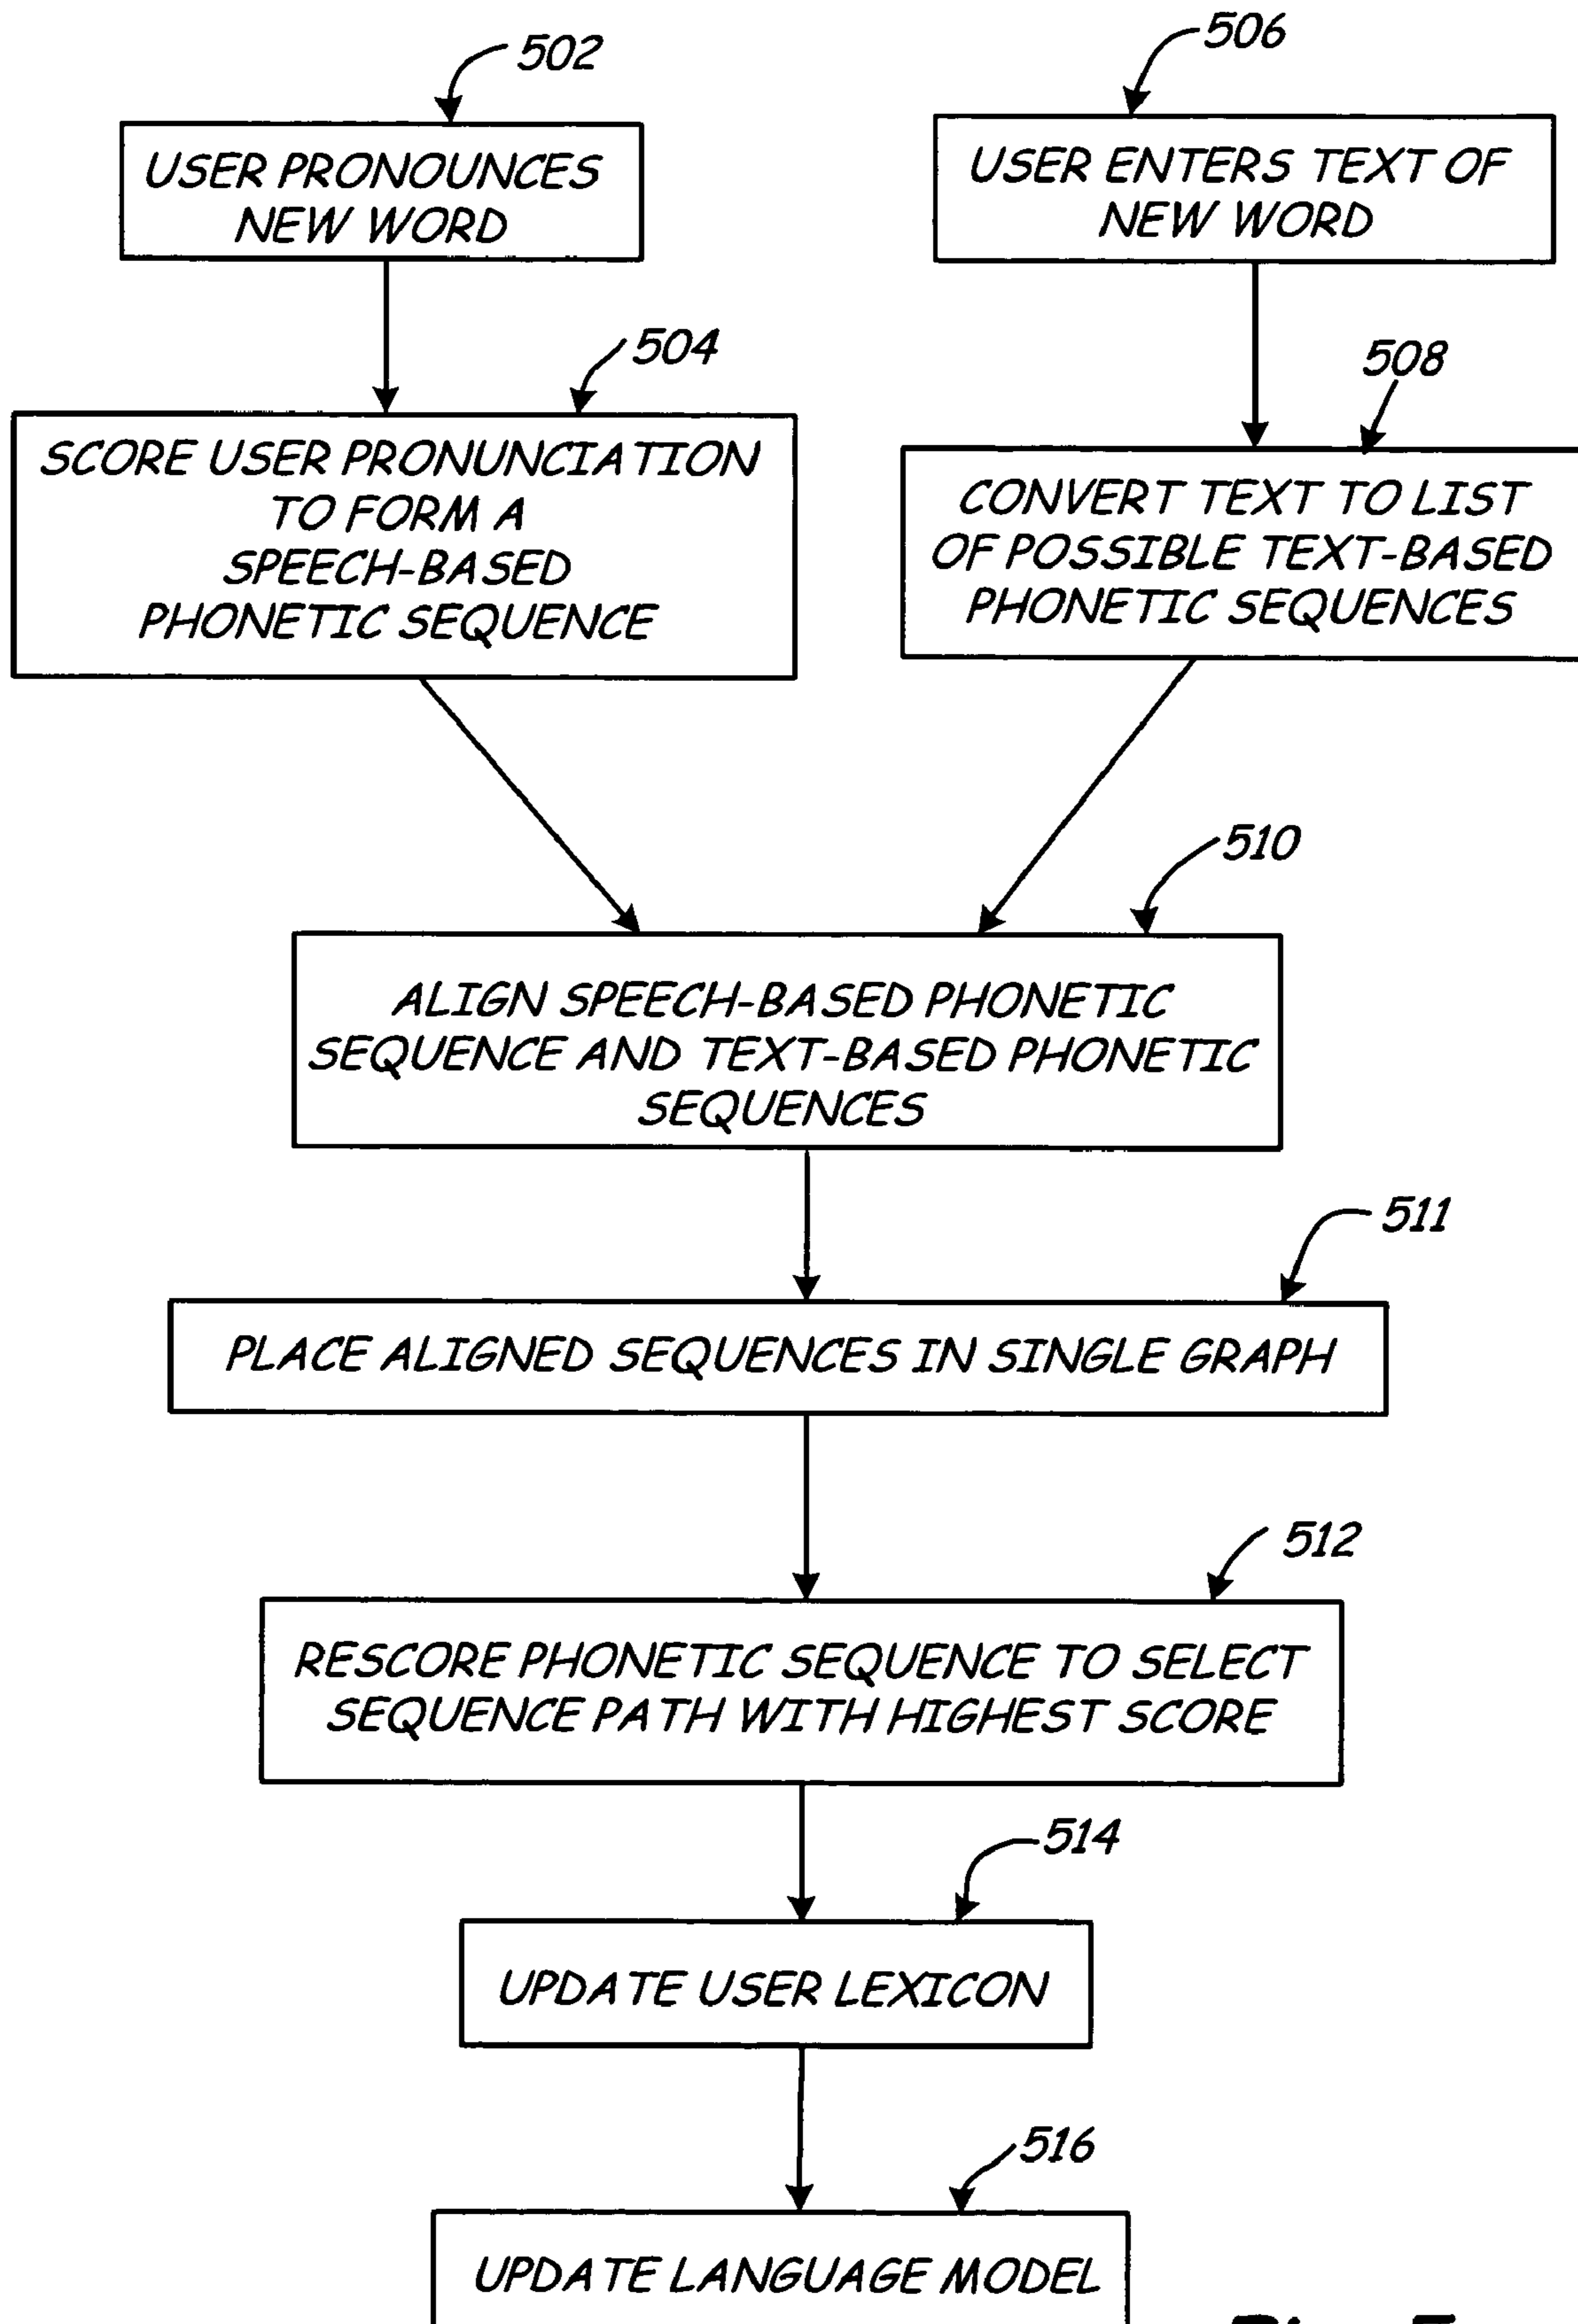 502
USER PRONOUNCES
NEW WORD
506
USER ENTERS TEXT OF
NEW WORD
504
SCORE USER PRONUNCIATION
TO FORM A
SPEECH-BASED
PHONETIC SEQUENCE
508
CONVERT TEXT TO LIST
OF POSSIBLE TEXT-BASED
PHONETIC SEQUENCES
510
ALIGN SPEECH-BASED PHONETIC
SEQUENCE AND TEXT-BASED PHONETIC
SEQUENCES
511
PLACE ALIGNED SEQUENCES IN SINGLE GRAPH
512
RESCORE PHONETIC SEQUENCE TO SELECT
SEQUENCE PATH WITH HIGHEST SCORE
514
UPDATE USER LEXICON
516
UPDATE LANGUAGE MODEL